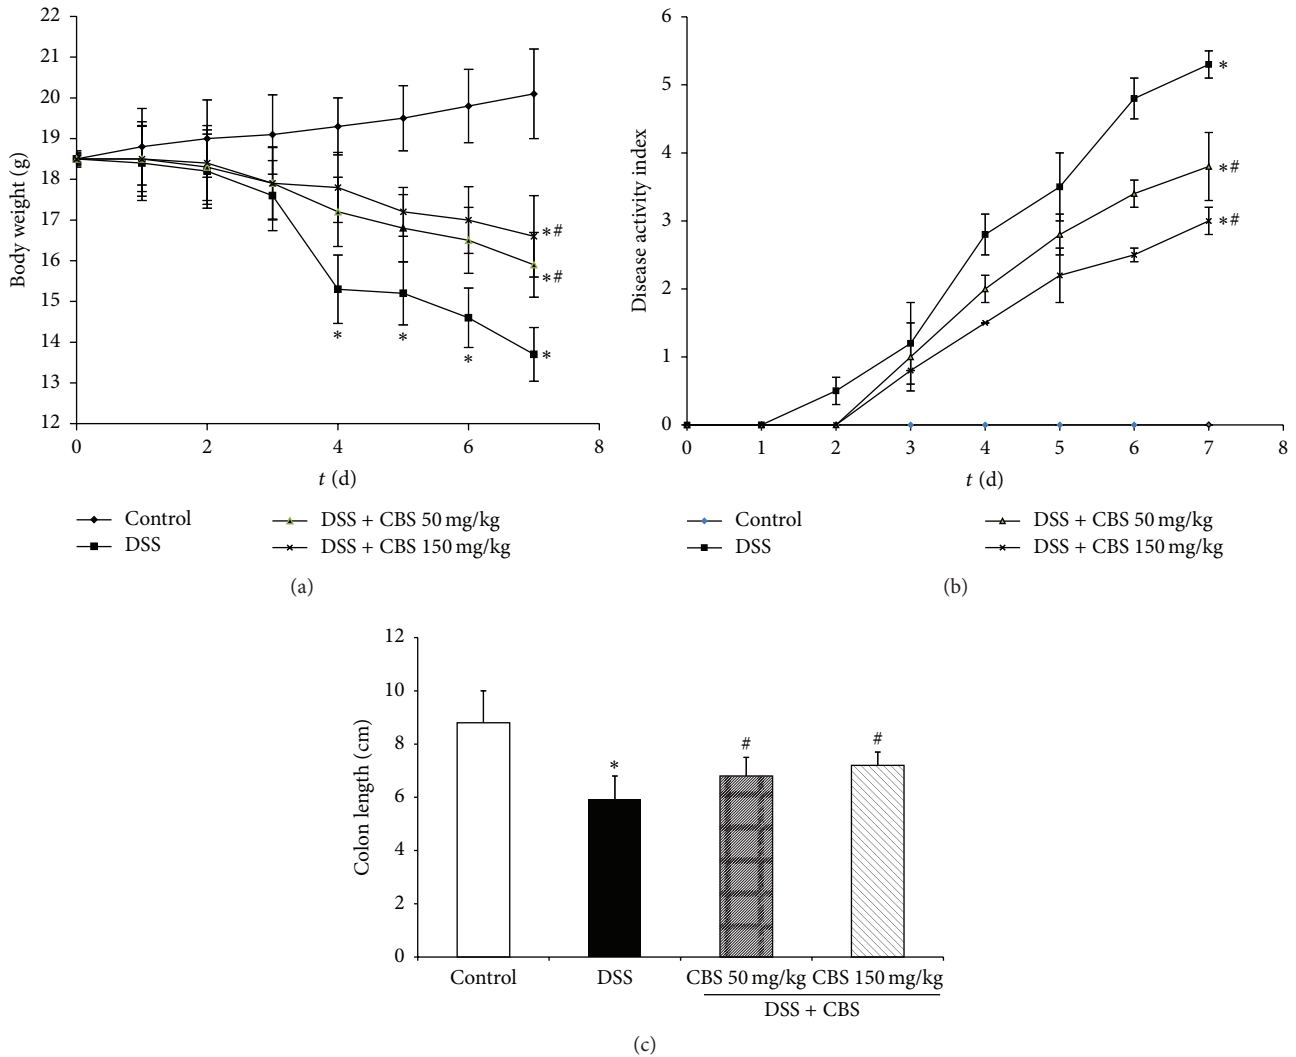 22
21
20
19
18
17
16
15
14
13
12
Body weight (g)
*#
*#
* * * *
0 2 4 6 8
t (d)
Control
DSS
DSS + CBS 50 mg/kg
DSS + CBS 150 mg/kg
(a)
6
5
4
3
2
1
0
Disease activity index
*
*#
*#
0 1 2 3 4 5 6 7 8
t (d)
Control
DSS
DSS + CBS 50 mg/kg
DSS + CBS 150 mg/kg
(b)
12
10
8
6
4
2
0
Colon length (cm)
* # #
Control DSS CBS 50 mg/kg CBS 150 mg/kg
DSS + CBS
(c)